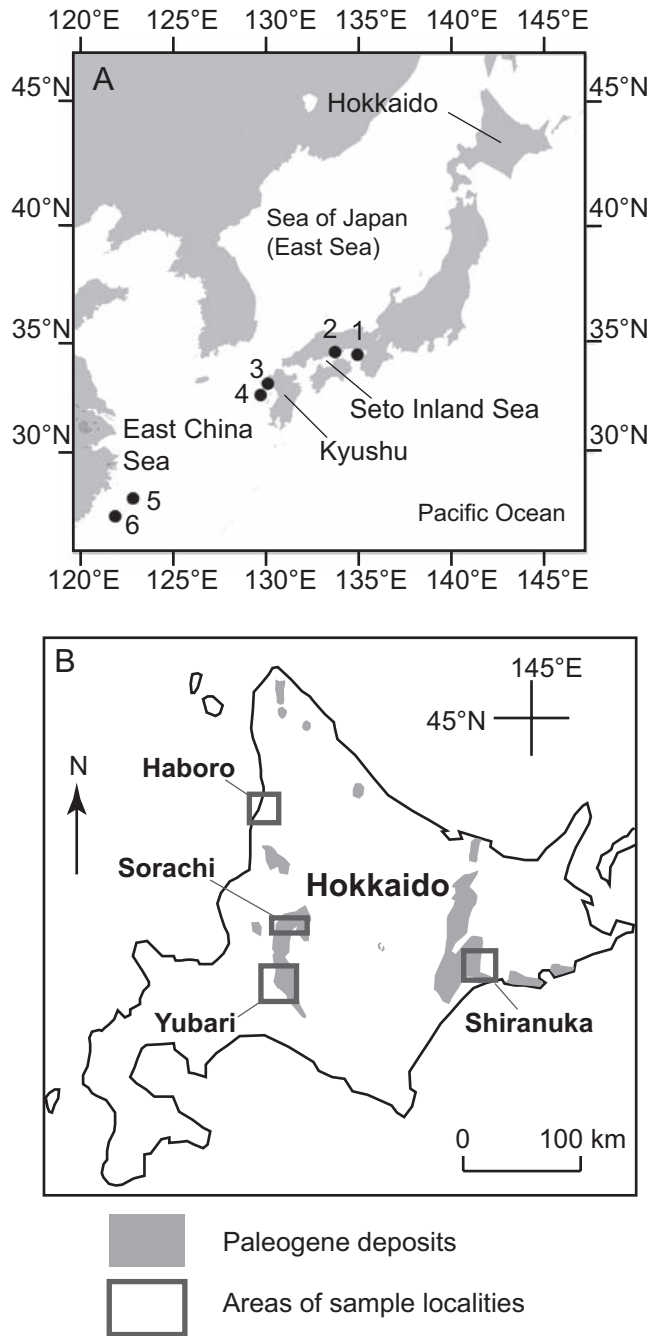 120°E 125°E 130°E 135°E 140°E 145°E
A
45°N 45°N
Hokkaido
40°N 40°N
Sea of Japan
(East Sea)
35°N 35°N
2 1
3
4
Seto Inland Sea
Kyushu
East China
Sea
30°N 30°N
5
6
Pacific Ocean
120°E 125°E 130°E 135°E 140°E 145°E
B
145°E
45°N
N
Haboro
Sorachi
Hokkaido
Yubari
Shiranuka
0 100 km
Paleogene deposits
Areas of sample localities